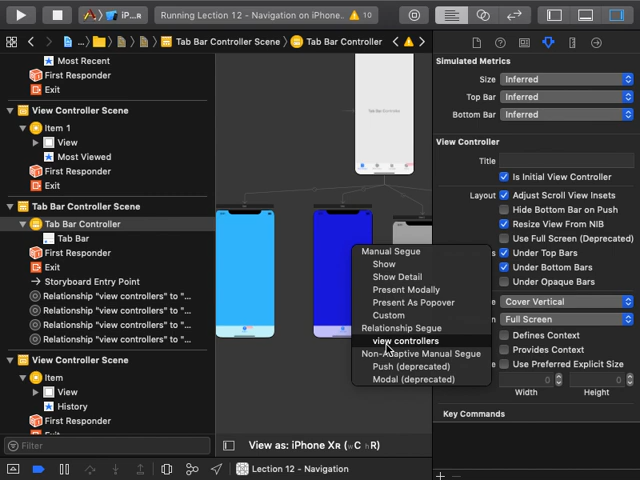 iP...R
Running Lection 12 - Navigation on iPhone...
10
Tab Bar Controller Scene
Tab Bar Controller
Most Recent
First Responder
Exit
View Controller Scene
Item 1
View
Most Viewed
First Responder
Exit
Tab Bar Controller Scene
Tab Bar Controller
Tab Bar
First Responder
Exit
Storyboard Entry Point
Relationship "view controllers" to "...
Relationship "view controllers" to "...
Relationship "view controllers" to "...
Relationship "view controllers" to "...
View Controller Scene
Item
View
History
First Responder
Filter
Tab Bar Controller
Manual Segue
Show
Show Detail
Present Modally
Present As Popover
Custom
Relationship Segue
view controllers
Non-Adaptive Manual Segue
Push (deprecated)
Modal (deprecated)
View as: iPhone XR (wC hR)
Lection 12 - Navigation
Simulated Metrics
Size Inferred
Top Bar Inferred
Bottom Bar Inferred
View Controller
Title
Is Initial View Controller
Layout Adjust Scroll View Insets
Hide Bottom Bar on Push
Resize View From NIB
Use Full Screen (Deprecated)
Under Top Bars
Under Bottom Bars
Under Opaque Bars
Cover Vertical
Full Screen
Defines Context
Provides Context
Use Preferred Explicit Size
0 0
Width Height
Key Commands